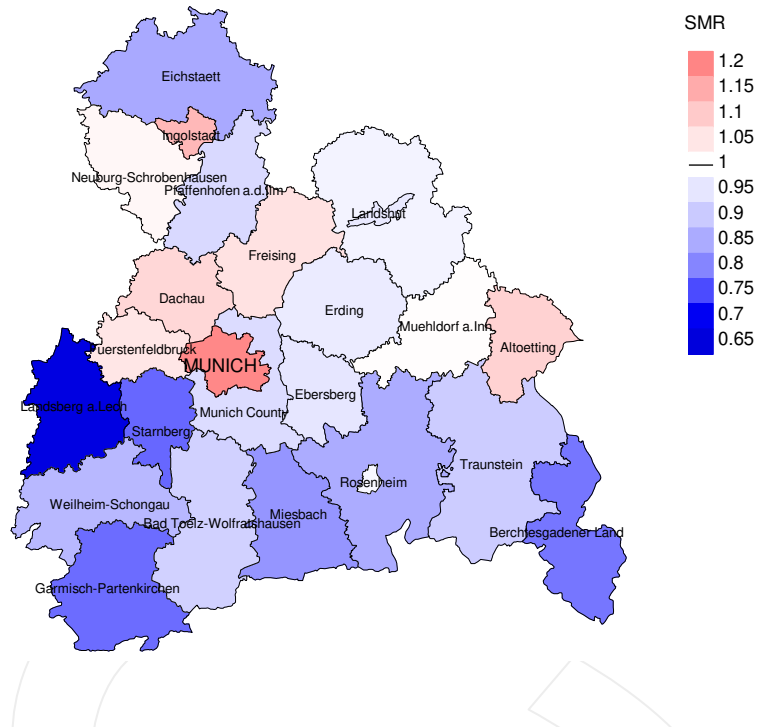 SMR
1.2
1.15
1.1
1.05
1
0.95
0.9
0.85
0.8
0.75
0.7
0.65
Eichstaett
Ingolstadt
Neuburg-Schrobenhausen
Pfaffenhofen a.d.Ilm
Landshut
Freising
Dachau
Erding
Muehldorf a.Inn
Altoetting
Fuerstenfeldbruck
MUNICH
Ebersberg
Landsberg a.Lech
Munich County
Starnberg
Traunstein
Rosenheim
Weilheim-Schongau
Miesbach
Bad Toelz-Wolfratshausen
Berchtesgadener Land
Garmisch-Partenkirchen